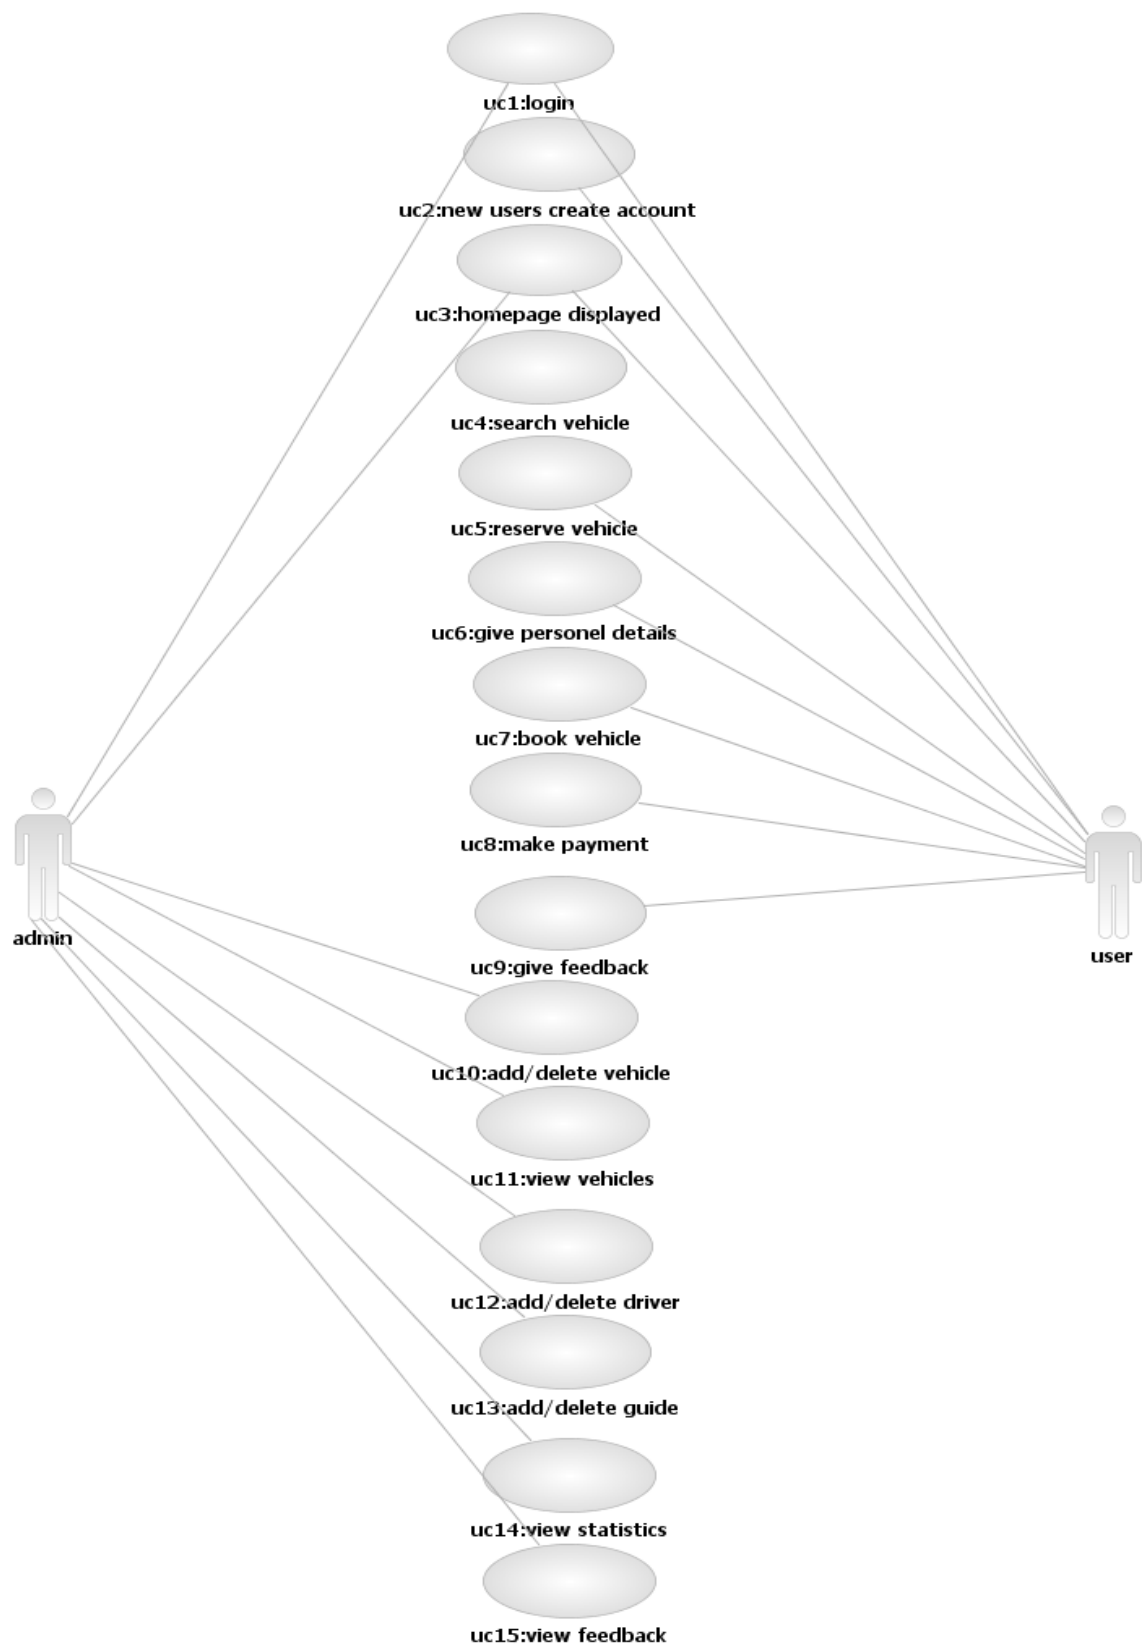 uc1:login
uc2:new users create account
uc3:homepage displayed
uc4:search vehicle
uc5:reserve vehicle
uc6:give personel details
uc7:book vehicle
uc8:make payment
admin
user
uc9:give feedback
uc10:add/delete vehicle
uc11:view vehicles
uc12:add/delete driver
uc13:add/delete guide
uc14:view statistics
uc15:view feedback